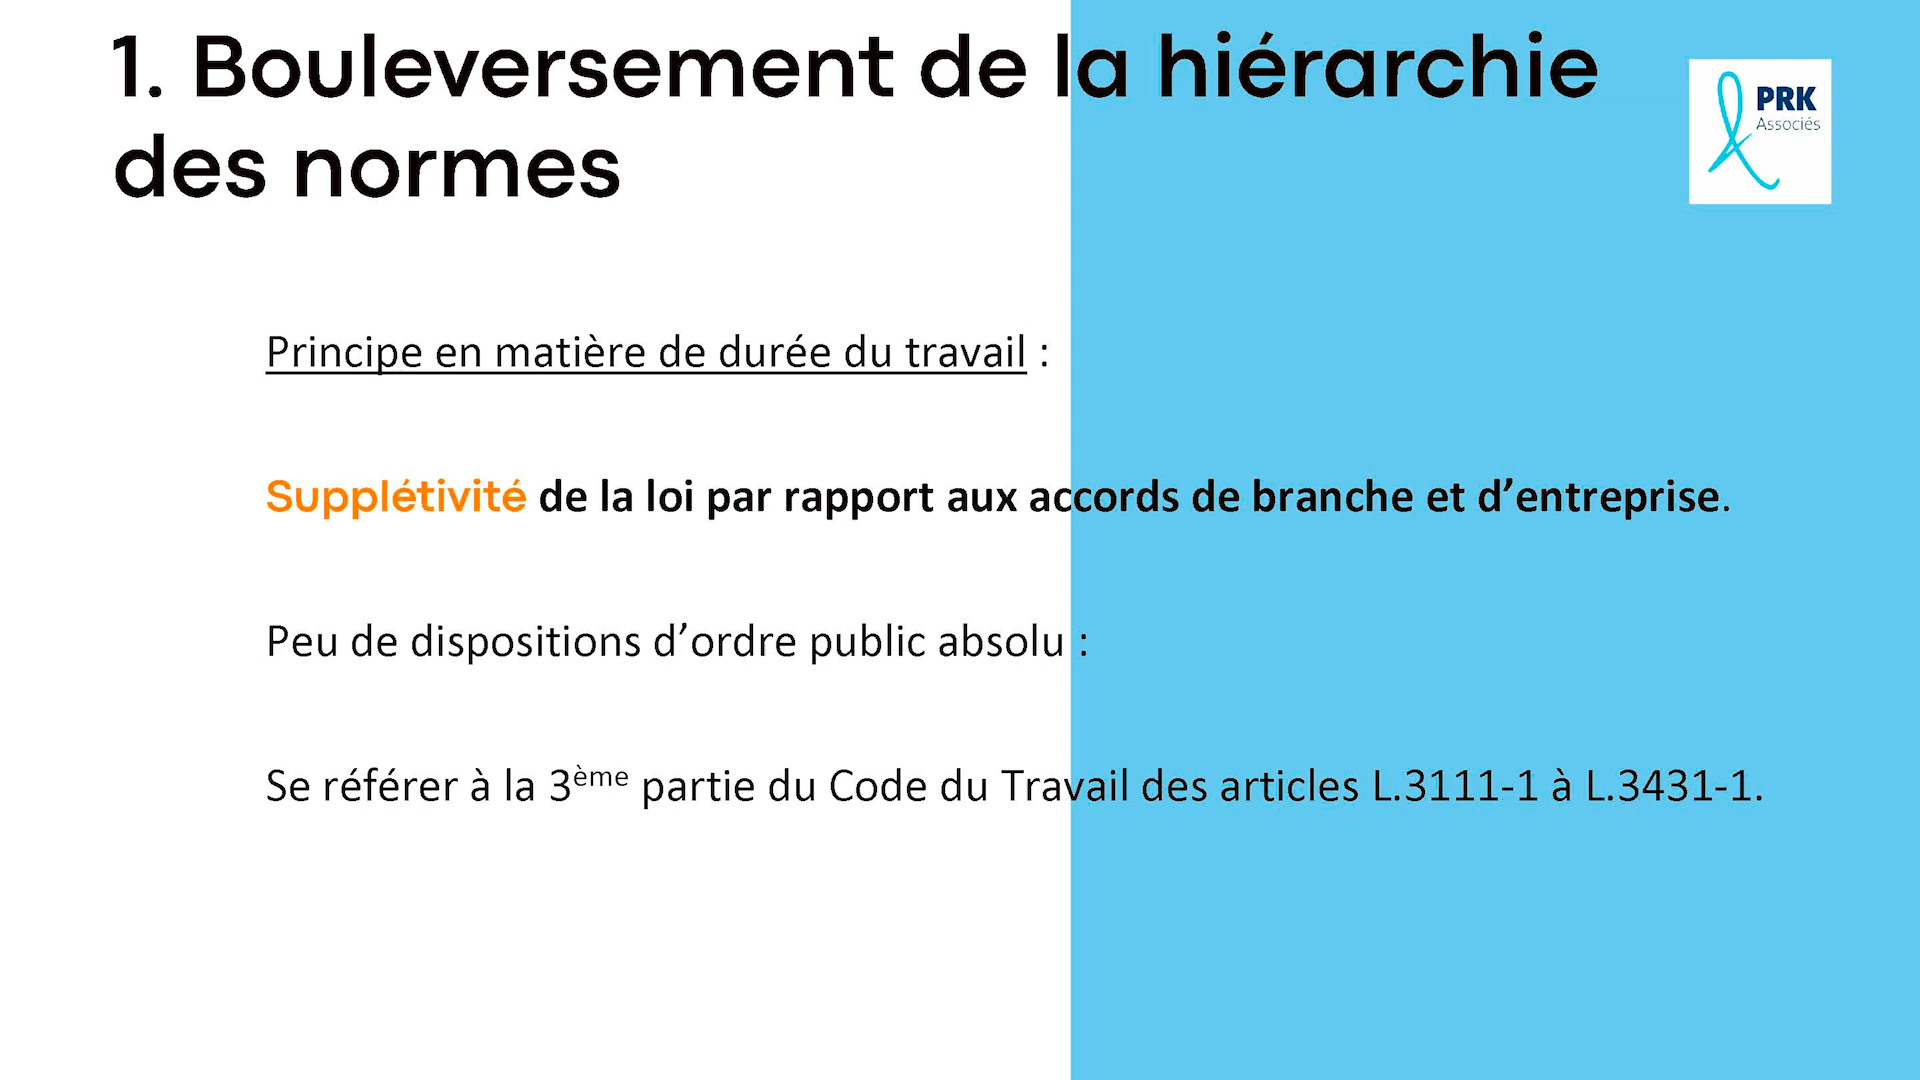 1. Bouleversement de la hiérarchie
des normes
PRK
Associés
Principe en matière de durée du travail :
Supplétivité de la loi par rapport aux accords de branche et d’entreprise.
Peu de dispositions d’ordre public absolu :
Se référer à la 3ème partie du Code du Travail des articles L.3111-1 à L.3431-1.